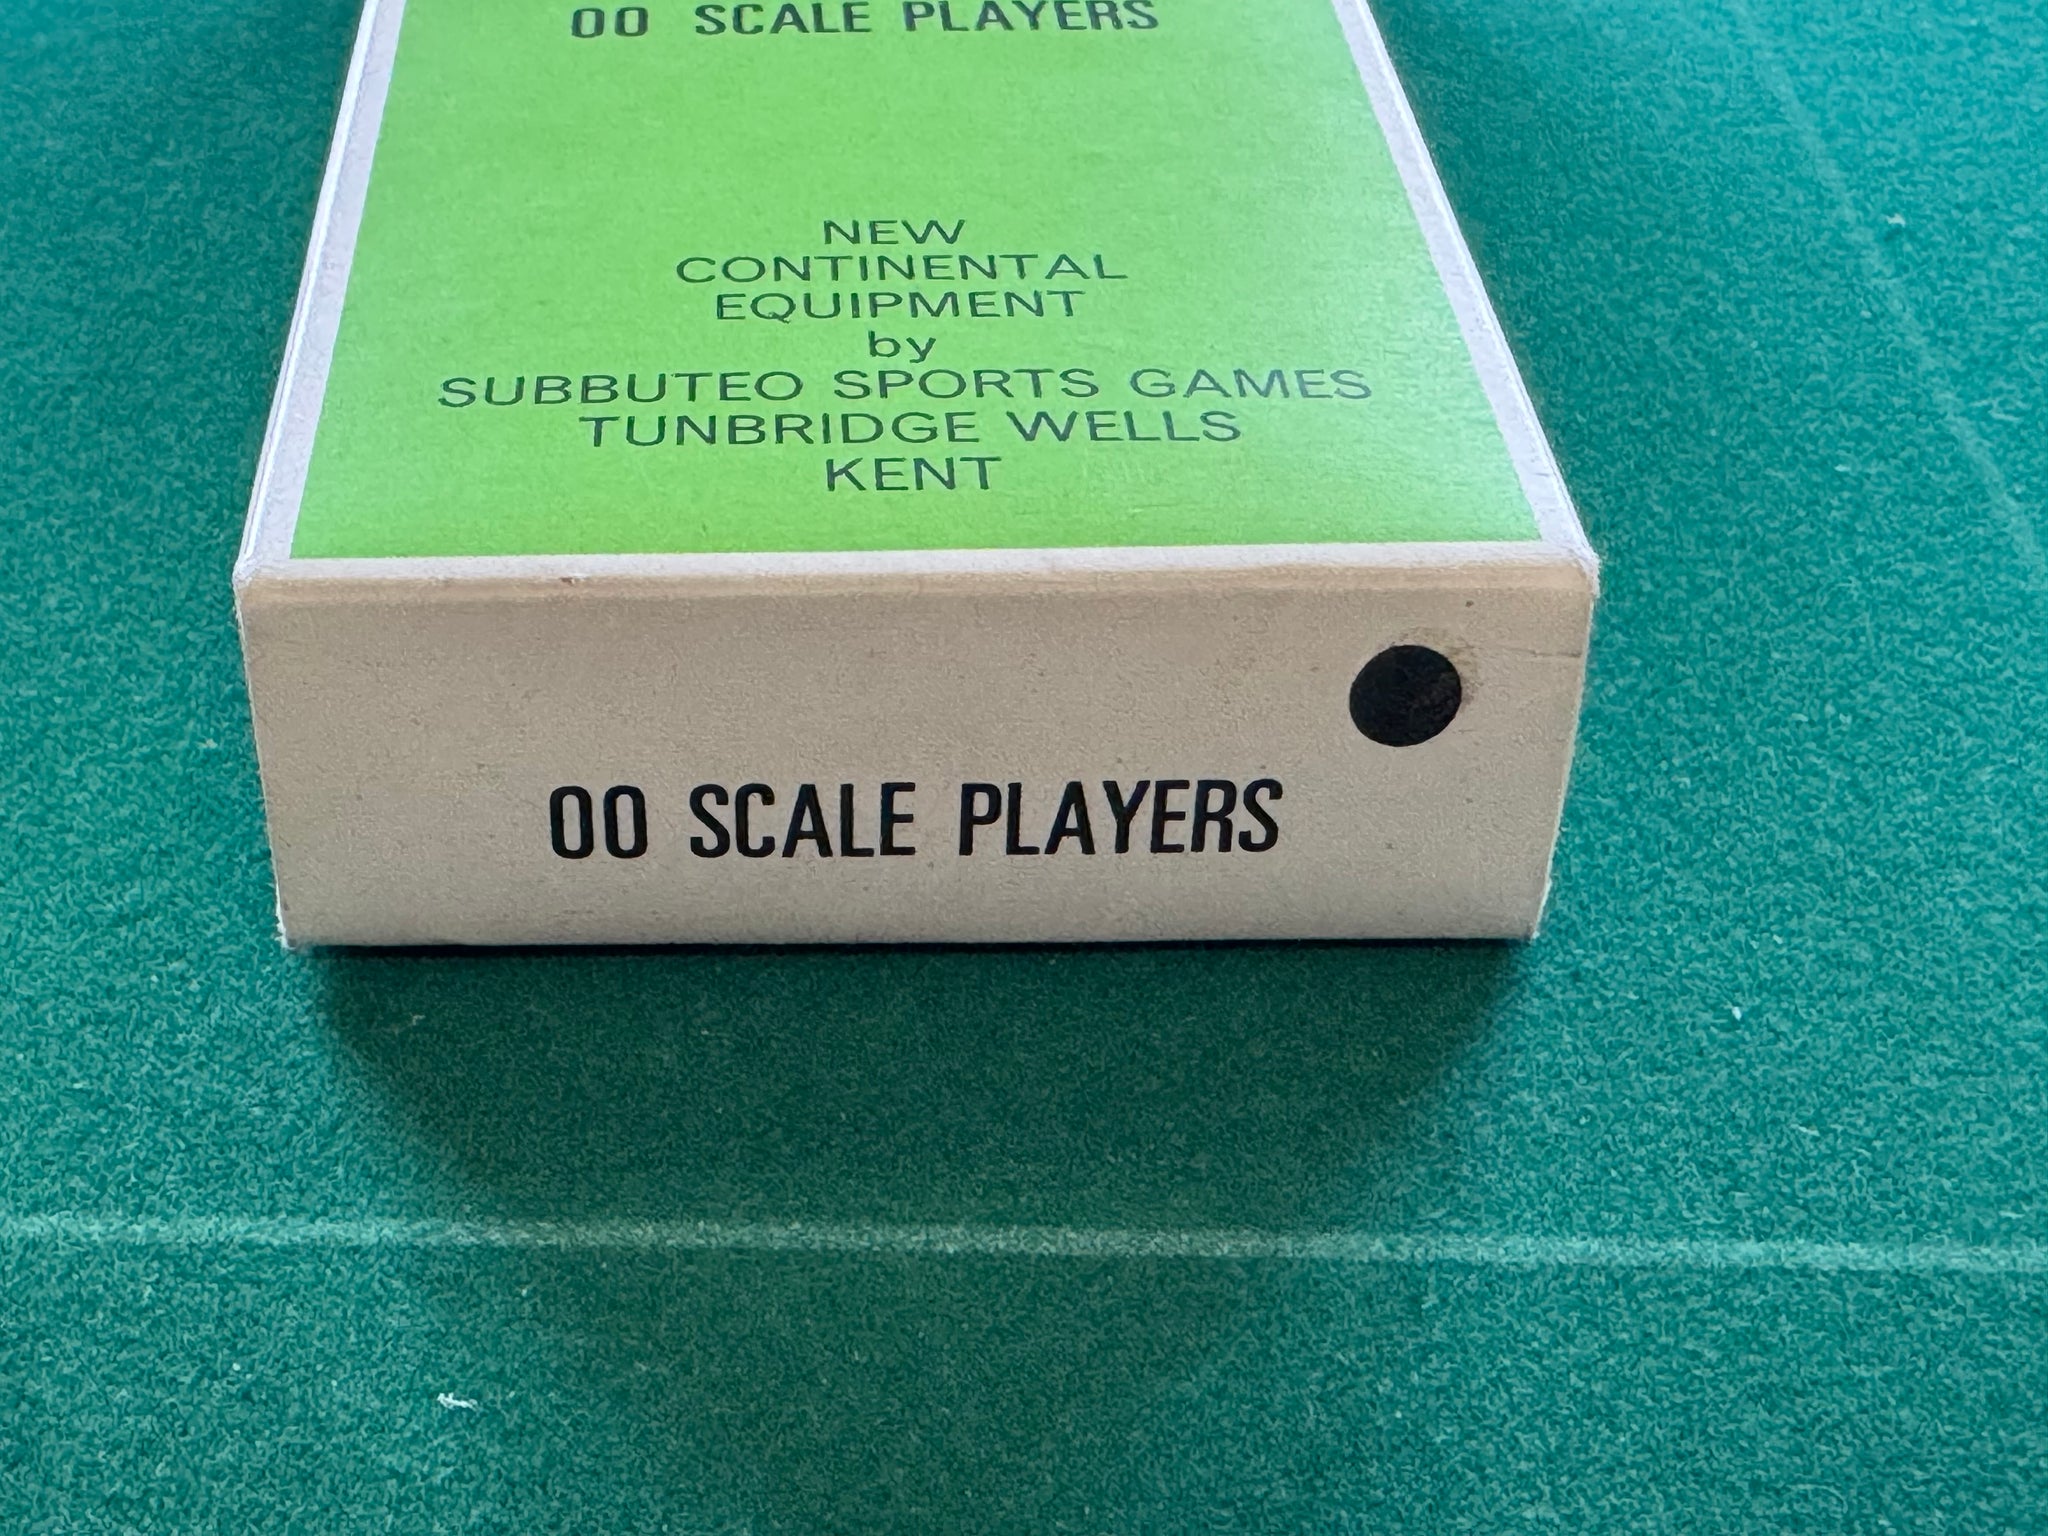 00 SCALE PLAYERS
NEW
CONTINENTAL
EQUIPMENT
by
SUBBUTEO SPORTS GAMES
TUNBRIDGE WELLS
KENT
00 SCALE PLAYERS